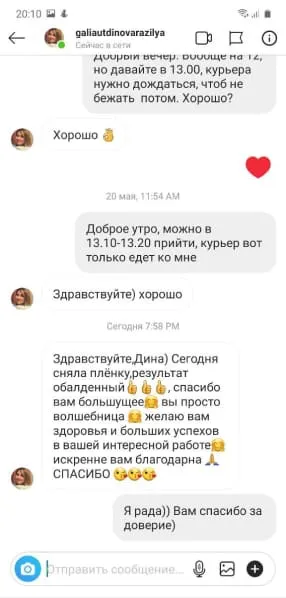 20:10
galiautdinovarazilya
Сейчас в сети
Добрый вечер. Вообще на 12,
но давайте в 13.00, курьера
нужно дождаться, чтоб не
бежать  потом. Хорошо?
Хорошо
20 мая, 11:54 AM
Доброе утро, можно в
13.10-13.20 прийти, курьер вот
только едет ко мне
Здравствуйте) хорошо
Сегодня 7:58 PM
Здравствуйте,Дина) Сегодня
сняла плёнку,результат
обалденный👍👍👍, спасибо
вам большущее🤗 вы просто
волшебница🤗 желаю вам
здоровья и больших успехов
в вашей интересной работе🤗
искренне вам благодарна🙏
СПАСИБО😘😘😘
Я рада)) Вам спасибо за
доверие)
Отправить сообщение...